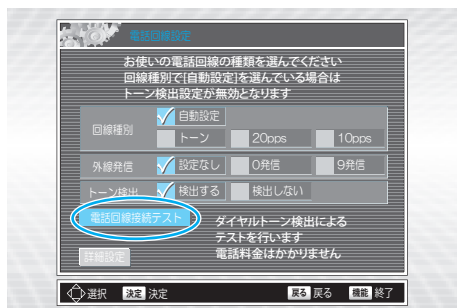 電話回線設定
お使いの電話回線の種類を選んでください
回線種別で[自動設定]を選んでいる場合は
トーン検出設定が無効となります
回線種別 自動設定
トーン 20pps 10pps
外線発信 設定なし 0発信 9発信
トーン検出 検出する 検出しない
電話回線接続テスト
ダイヤルトーン検出による
テストを行います
電話料金はかかりません
詳細設定
選択 決定 決定 戻る 戻る 機能 終了